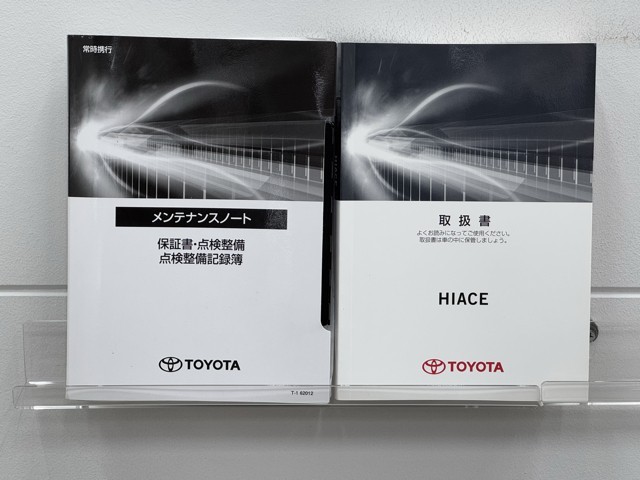 常時携行
メンテナンスノート
保証書・点検整備
点検整備記録簿
TOYOTA
T-1 62012
取扱書
よくお読みになってご使用ください。
取扱書は車の中に保管しましょう。
HIACE
TOYOTA